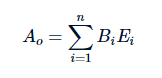 $A_o = \sum_{i=1}^{n} B_i E_i$